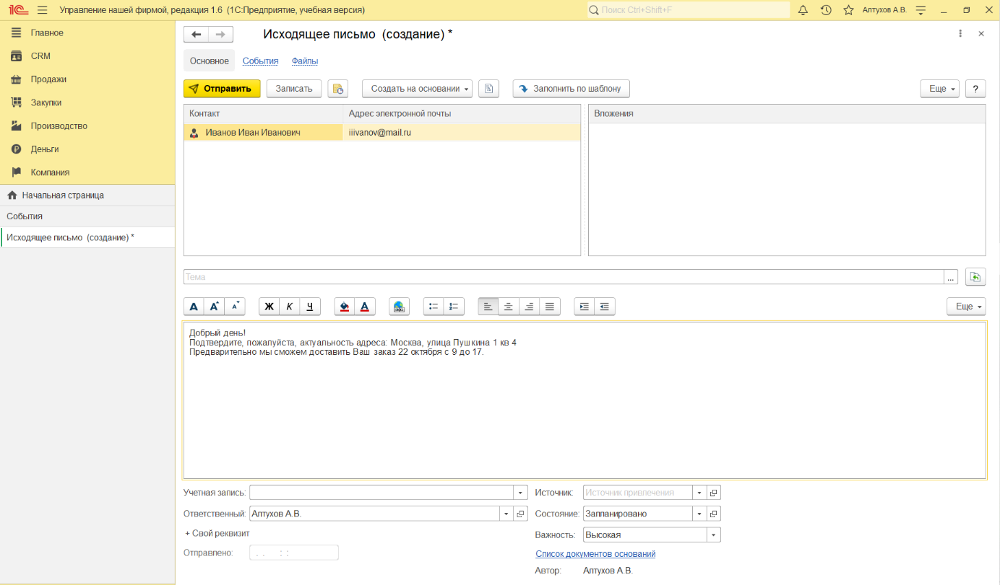 1С Управление нашей фирмой, редакция 1.6 (1С:Предприятие, учебная версия) Поиск Ctrl+Shift+F Алтухов А.В.
Главное
CRM
Продажи
Закупки
Производство
Деньги
Компания
Начальная страница
События
Исходящее письмо (создание) *
Исходящее письмо (создание) *
Основное События Файлы
Отправить Записать Создать на основании Заполнить по шаблону Еще ?
Контакт Адрес электронной почты Вложения
Иванов Иван Иванович iiivanov@mail.ru
Тема ...
А А А Ж К Ч А Еще
Добрый день!
Подтвердите, пожалуйста, актуальность адреса: Москва, улица Пушкина 1 кв 4
Предварительно мы сможем доставить Ваш заказ 22 октября с 9 до 17.
Учетная запись: Источник: Источник привлечения
Ответственный: Алтухов А.В. Состояние: Запланировано
+ Свой реквизит Важность: Высокая
Отправлено: . . : : Список документов оснований
Автор: Алтухов А.В.